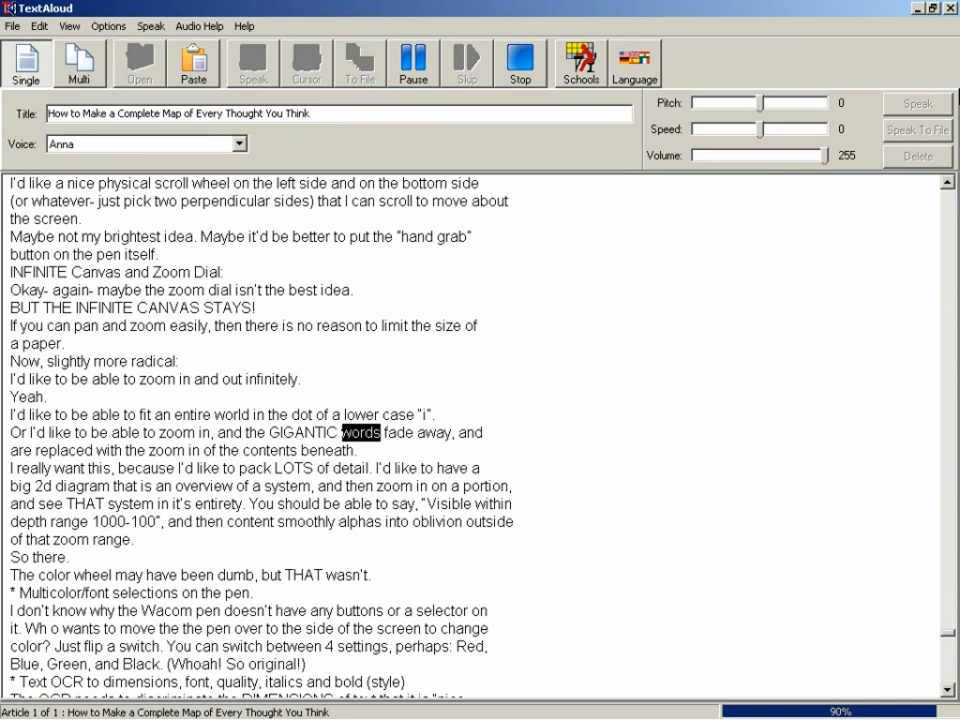 TextAloud
File Edit View Options Speak Audio Help Help
Single Multi Open Paste Speak Cursor To File Pause Skip Stop Schools Language
Title: How to Make a Complete Map of Every Thought You Think
Voice: Anna
Pitch: 0 Speak
Speed: 0 Speak To File
Volume: 255 Delete
I'd like a nice physical scroll wheel on the left side and on the bottom side
(or whatever- just pick two perpendicular sides) that I can scroll to move about
the screen.
Maybe not my brightest idea. Maybe it'd be better to put the "hand grab"
button on the pen itself.
INFINITE Canvas and Zoom Dial:
Okay- again- maybe the zoom dial isn't the best idea.
BUT THE INFINITE CANVAS STAYS!
If you can pan and zoom easily, then there is no reason to limit the size of
a paper.
Now, slightly more radical:
I'd like to be able to zoom in and out infinitely.
Yeah.
I'd like to be able to fit an entire world in the dot of a lower case "i".
Or I'd like to be able to zoom in, and the GIGANTIC words fade away, and
are replaced with the zoom in of the contents beneath.
I really want this, because I'd like to pack LOTS of detail. I'd like to have a
big 2d diagram that is an overview of a system, and then zoom in on a portion,
and see THAT system in it's entirety. You should be able to say, "Visible within
depth range 1000-100", and then content smoothly alphas into oblivion outside
of that zoom range.
So there.
The color wheel may have been dumb, but THAT wasn't.
* Multicolor/font selections on the pen.
I don't know why the Wacom pen doesn't have any buttons or a selector on
it. Wh o wants to move the the pen over to the side of the screen to change
color? Just flip a switch. You can switch between 4 settings, perhaps: Red,
Blue, Green, and Black. (Whoah! So original!)
* Text OCR to dimensions, font, quality, italics and bold (style)
The OCR needs to discriminate the DIMENSIONS of text that it is "nice
Article 1 of 1 : How to Make a Complete Map of Every Thought You Think 90%